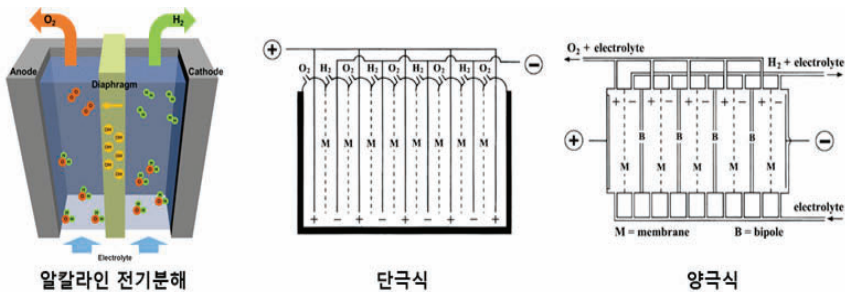 O2
H2
Anode
Cathode
Diaphragm
OH
OH
OH
OH
OH
OH
OH
Electrolyte
알칼라인 전기분해
+
−
O2 H2 O2 H2 O2 H2 O2 H2 O2
M M M M
+ − + − + − +
단극식
O2 + electrolyte
H2 + electrolyte
+ − + − + − + − + −
B B B B
+
−
M M M M M
electrolyte
M = membrane B = bipole
양극식